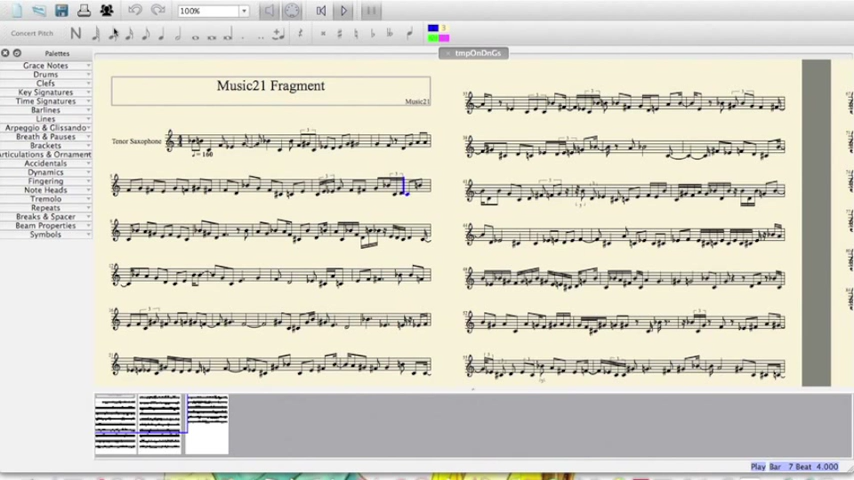 100%
Concert Pitch
Palettes
tmpOnDnGs
Grace Notes
Drums
Clefs
Key Signatures
Time Signatures
Barlines
Lines
Arpeggio & Glissando
Breath & Pauses
Brackets
Articulations & Ornament
Accidentals
Dynamics
Fingering
Note Heads
Tremolo
Repeats
Breaks & Spacer
Beam Properties
Symbols
Music21 Fragment
Music21
Tenor Saxophone
♩ = 160
Play Bar 7 Beat 4.000